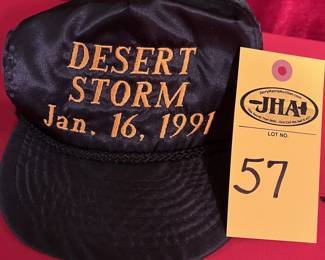 DESERT
STORM
Jan. 16, 1991
JHA
LOT NO.
57